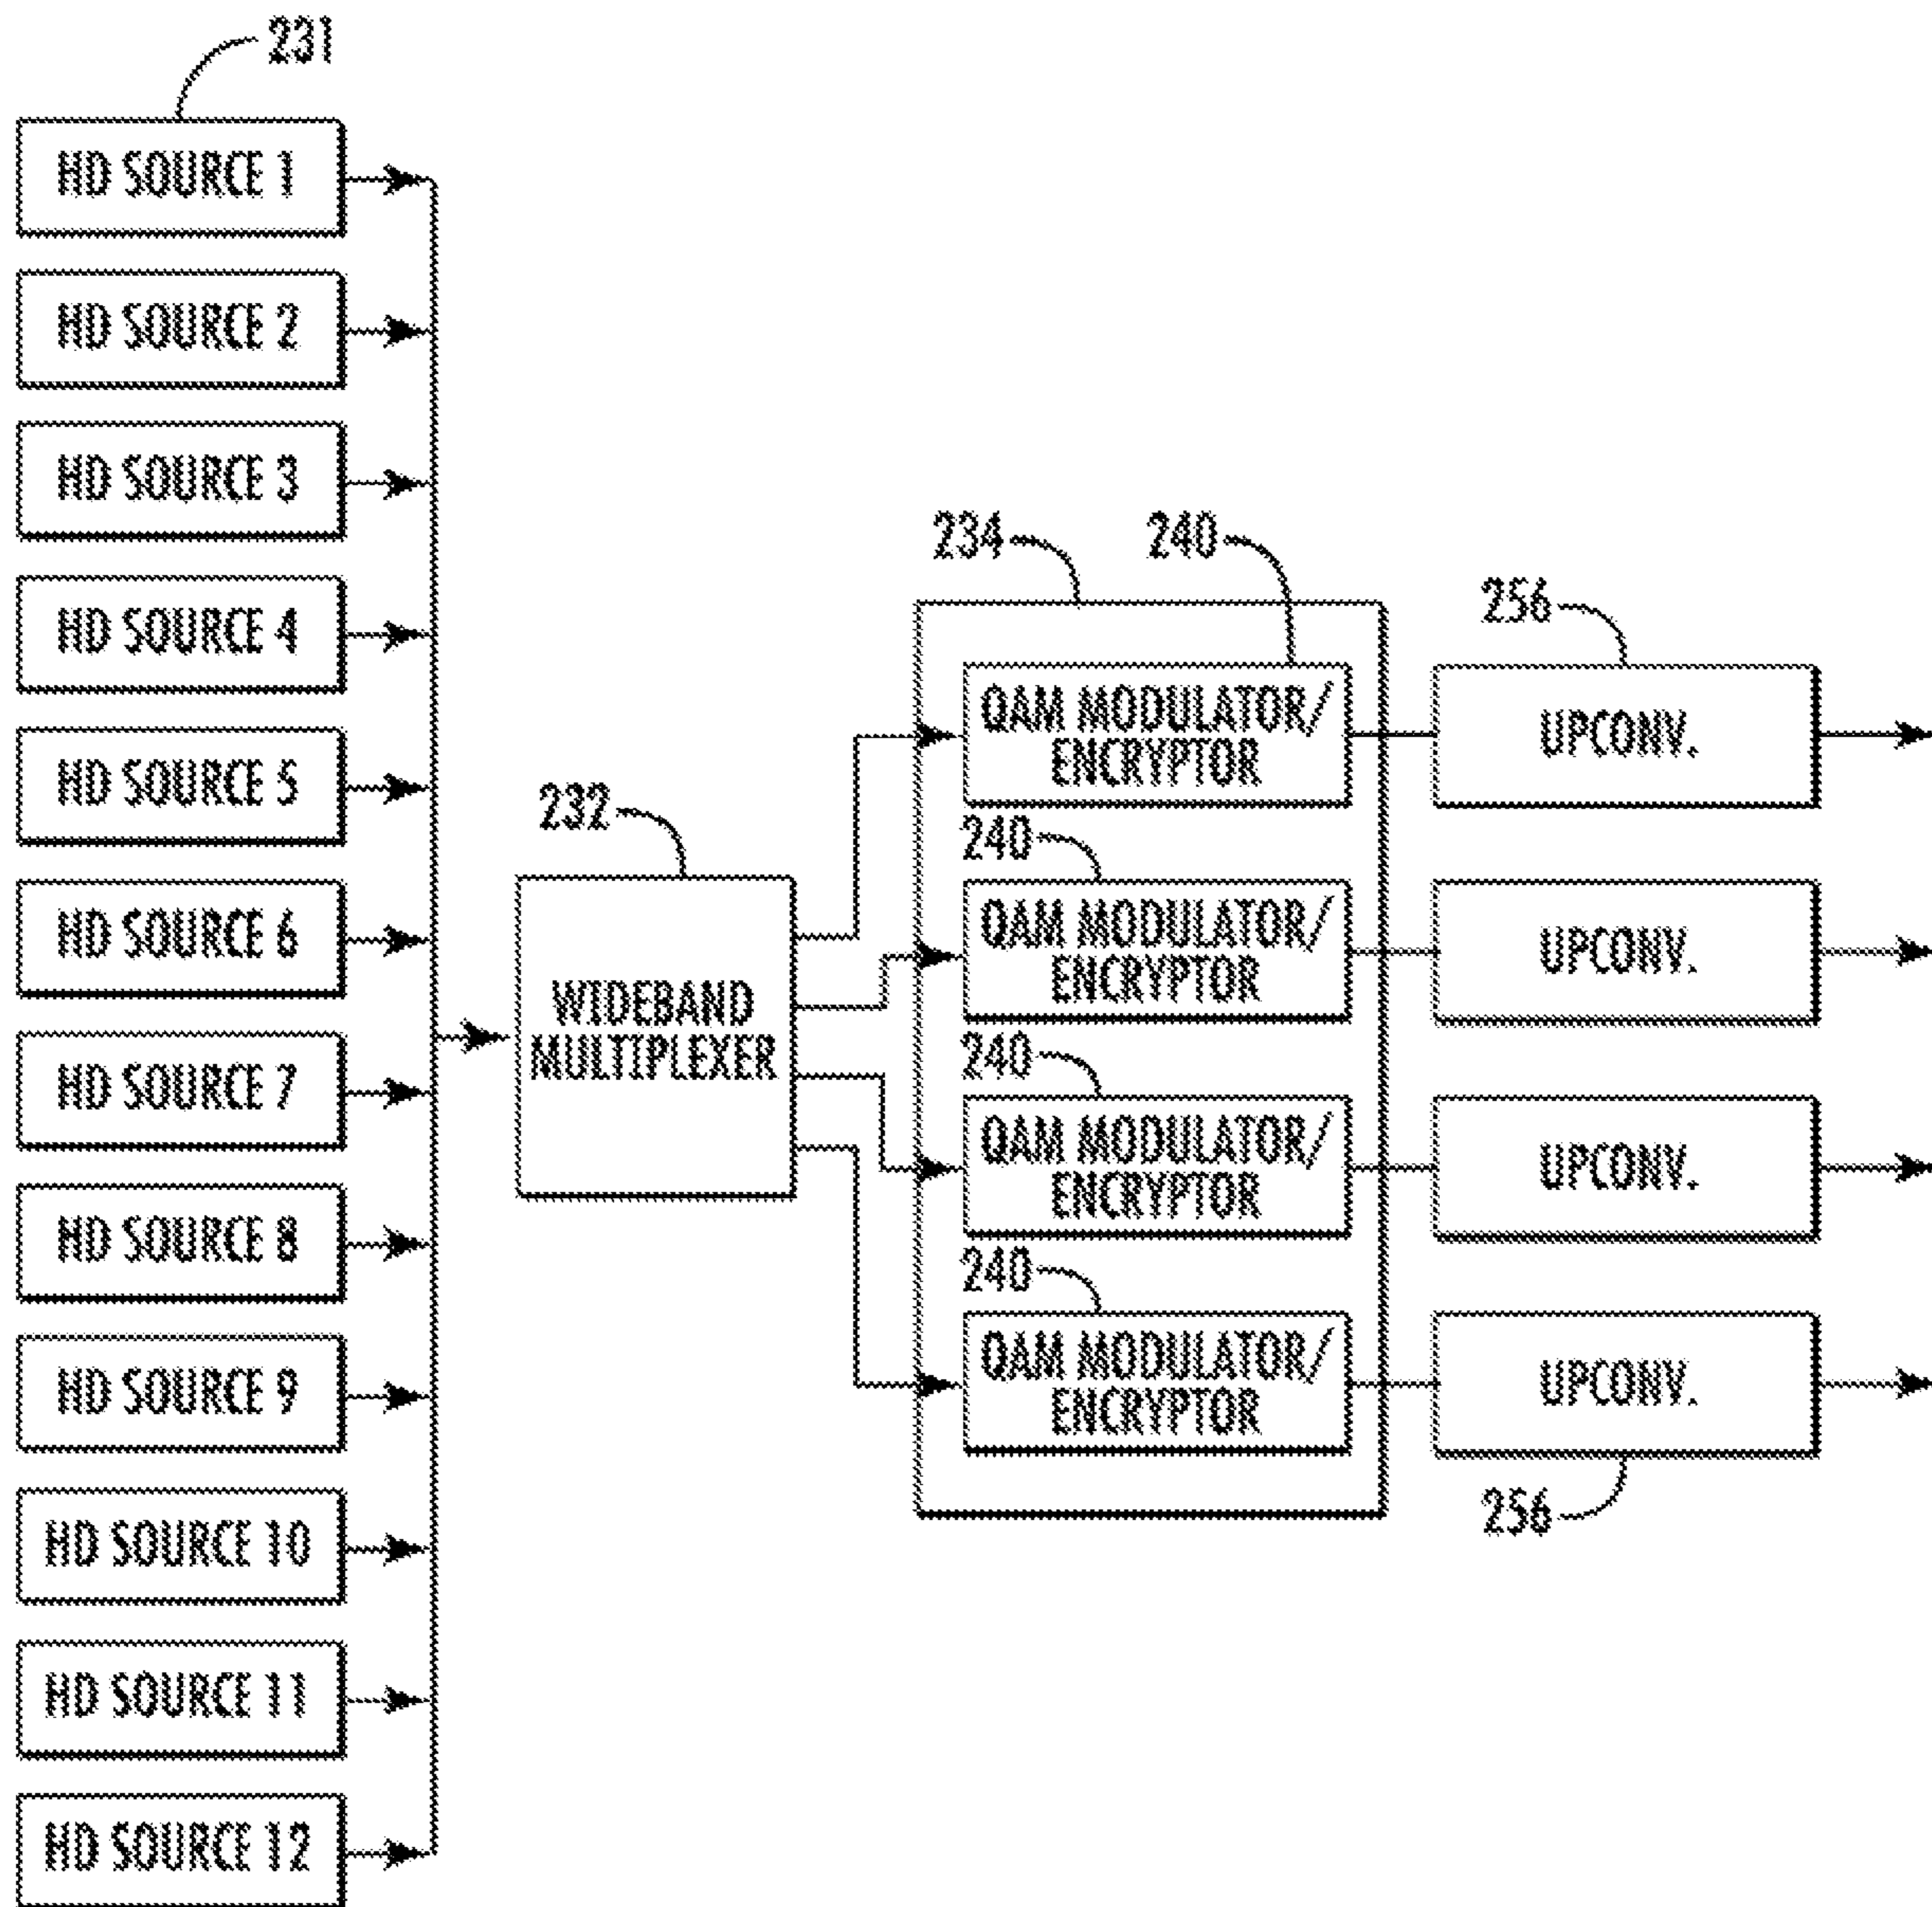 231
HD SOURCE 1
HD SOURCE 2
HD SOURCE 3
HD SOURCE 4
HD SOURCE 5
HD SOURCE 6
HD SOURCE 7
HD SOURCE 8
HD SOURCE 9
HD SOURCE 10
HD SOURCE 11
HD SOURCE 12
232
WIDEBAND
MULTIPLEXER
234
240
QAM MODULATOR/
ENCRYPTOR
240
QAM MODULATOR/
ENCRYPTOR
240
QAM MODULATOR/
ENCRYPTOR
240
QAM MODULATOR/
ENCRYPTOR
256
UPCONV.
UPCONV.
UPCONV.
UPCONV.
256